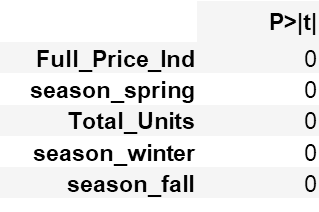 P>|t|
Full_Price_Ind 0
season_spring 0
Total_Units 0
season_winter 0
season_fall 0